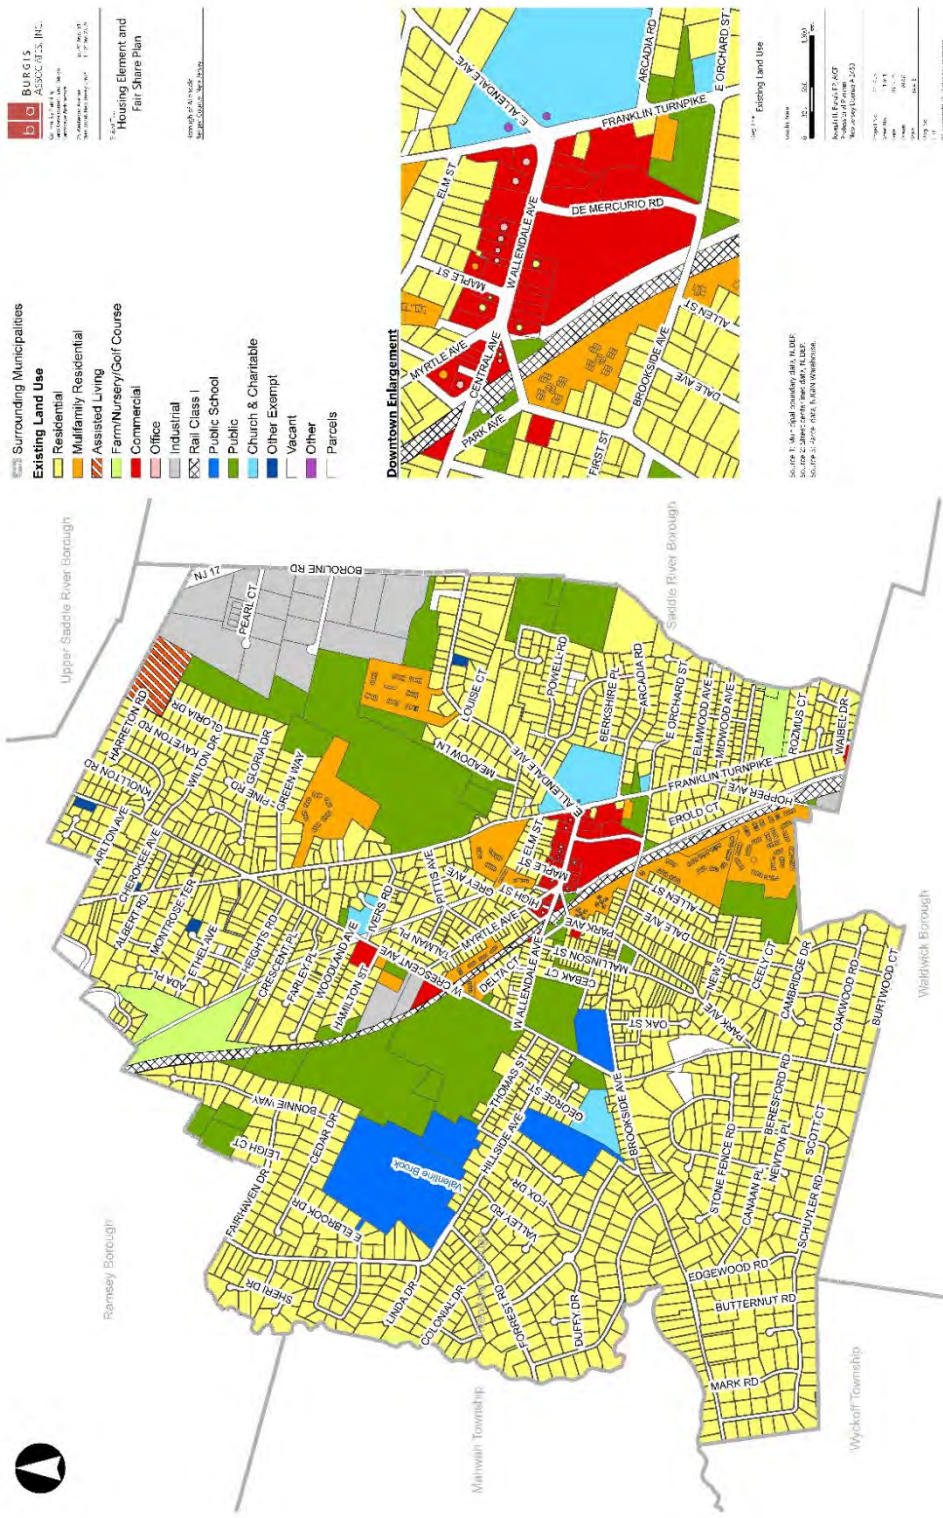 Surrounding Municipalities
Existing Land Use
Residential
Multifamily Residential
Assisted Living
Farm/Nursery/Golf Course
Commercial
Office
Industrial
Rail Class I
Public School
Public
Church & Charitable
Other Exempt
Vacant
Other
Parcels
ba
BURGIS
ASSOCIATES, INC.
Housing Element and
Fair Share Plan
Downtown Enlargement
E ALLENDALE AVE
ARCADIA RD
E ORCHARD ST
FRANKLIN TURNPIKE
ELM ST
DE MERCURIO RD
W ALLENDALE AVE
MAPLE ST
MYRTLE AVE
CENTRAL AVE
PARK AVE
BROOKSIDE AVE
ALLEN ST
DALE AVE
FIRST ST
Existing Land Use
Upper Saddle River Borough
Ramsey Borough
Saddle River Borough
Mahwah Township
Wyckoff Township
Waldwick Borough
NJ 17
BOROLINE RD
PEARL CT
HARRETON RD
GLORIA DR
KAYETON RD
KNOLLTON RD
WILTON DR
GLORIA DR
PINE RD
GREEN WAY
ARLTON AVE
CHEROKEE AVE
ALBERT RD
MONTROSE TER
ETHEL AVE
ADA PL
HEIGHTS RD
CRESCENT PL
FARLEY PL
WOODLAND AVE
HAMILTON ST
IVERS RD
PITTIS AVE
TALMAN PL
W CRESCENT AVE
MYRTLE AVE
HIGH ST
GREY AVE
ELM ST
MAPLE ST
E ALLENDALE AVE
MEADOW LN
LOUISE CT
POWELL RD
BERKSHIRE PL
ARCADIA RD
E ORCHARD ST
ELMWOOD AVE
MIDWOOD AVE
ROZMUS CT
WAIBEL DR
FRANKLIN TURNPIKE
HOPPER AVE
EROLD CT
ALLEN ST
DALE AVE
PARK AVE
MALLINSON ST
CEBAK CT
DELTA CT
W ALLENDALE AVE
NEW ST
CEELY CT
CAMBRIDGE DR
OAKWOOD RD
BURTWOOD CT
PARK AVE
OAK ST
BROOKSIDE AVE
THOMAS ST
GEORGE ST
HILLSIDE AVE
Valentine Brook
BONNIE WAY
LEIGH CT
CEDAR DR
FAIRHAVEN DR
E ELBROOK DR
SHERI DR
LINDA DR
COLONIAL DR
FORREST RD
DUFFY DR
VALLEY RD
FOX DR
STONE FENCE RD
BERESFORD RD
NEWTON PL
CANAAN PL
SCOTT CT
SCHUYLER RD
EDGEWOOD RD
BUTTERNUT RD
MARK RD